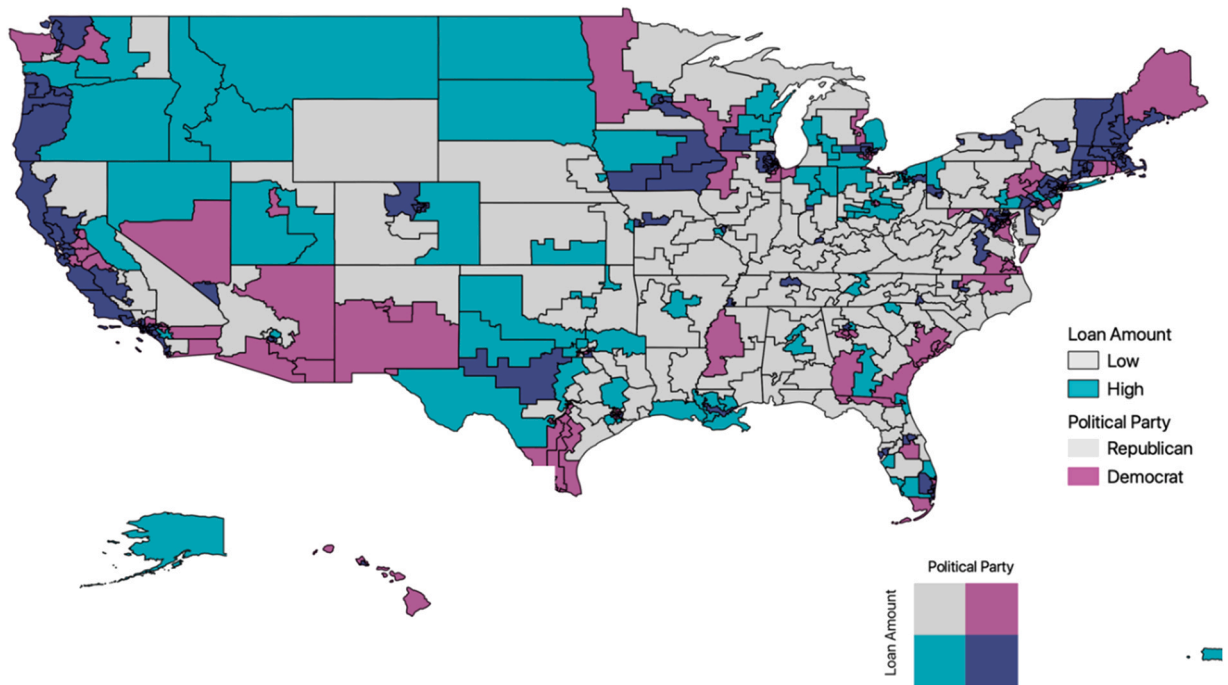 Loan Amount
Low
High
Political Party
Republican
Democrat
Political Party
Loan Amount